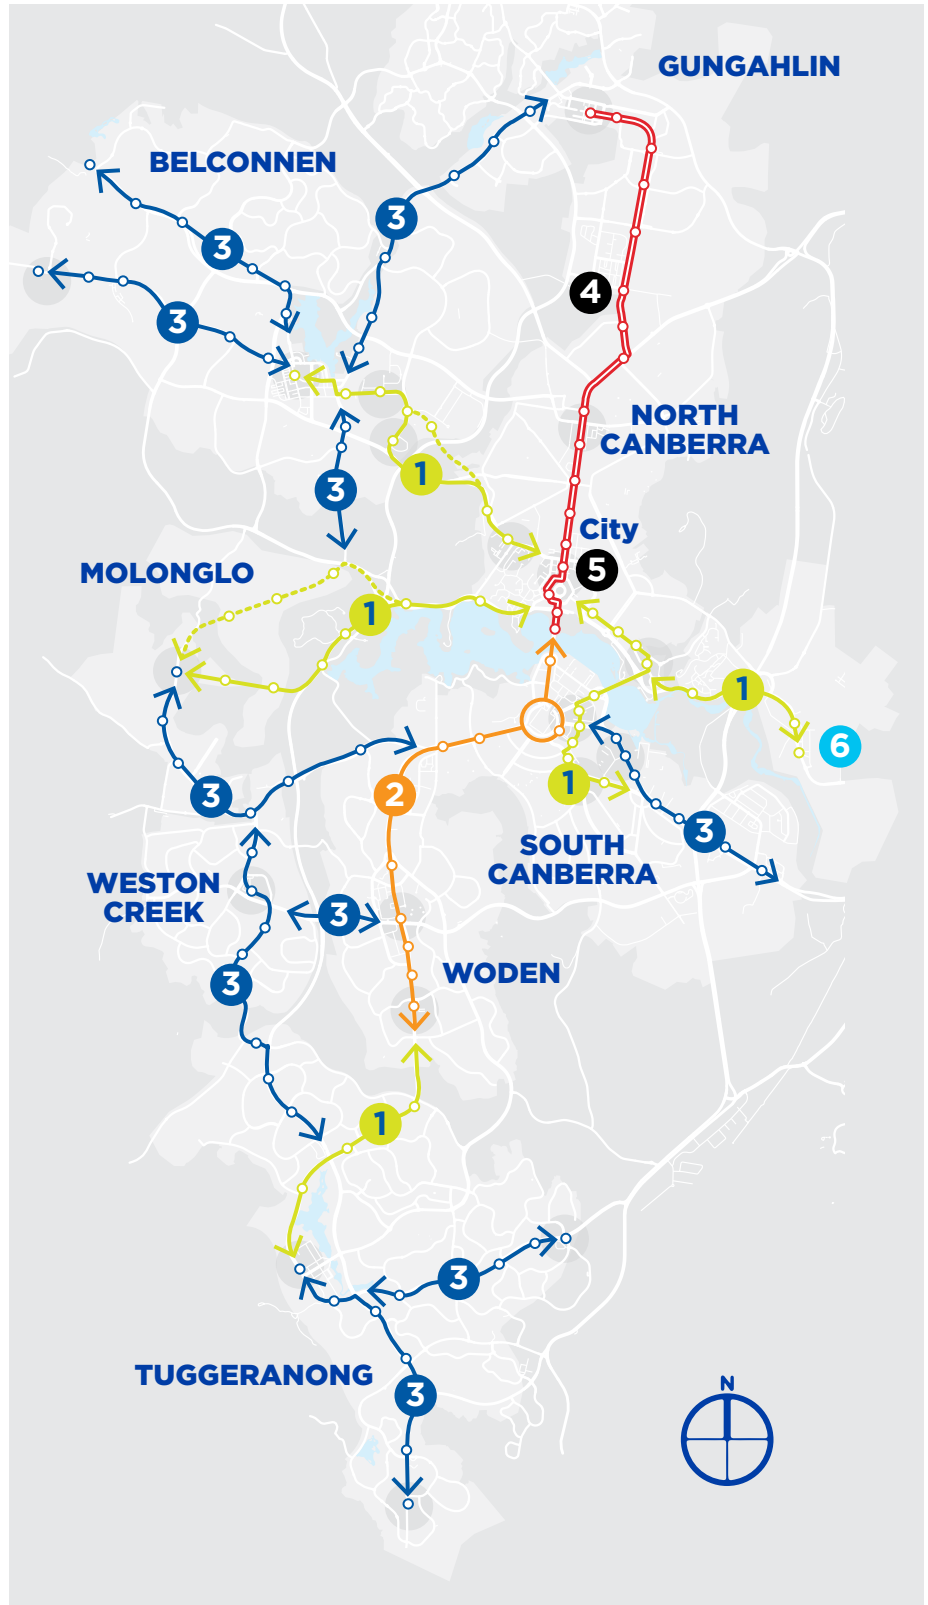 GUNGAHLIN
BELCONNEN
3
3
4
3
NORTH
CANBERRA
1
3
City
5
MOLONGLO
1
1
6
2
3
1
3
SOUTH
CANBERRA
WESTON
CREEK
3
WODEN
3
1
3
TUGGERANONG
3
N